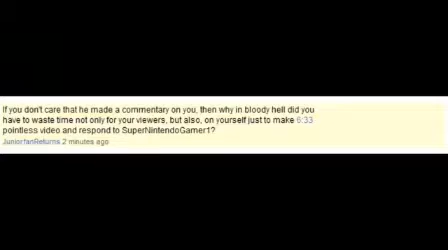 If you don't care that he made a commentary on you, then why in bloody hell did you
have to waste time not only for your viewers, but also, on yourself just to make 6:33
pointless video and respond to SuperNintendoGamer1?
JuniorfanReturns 2 minutes ago